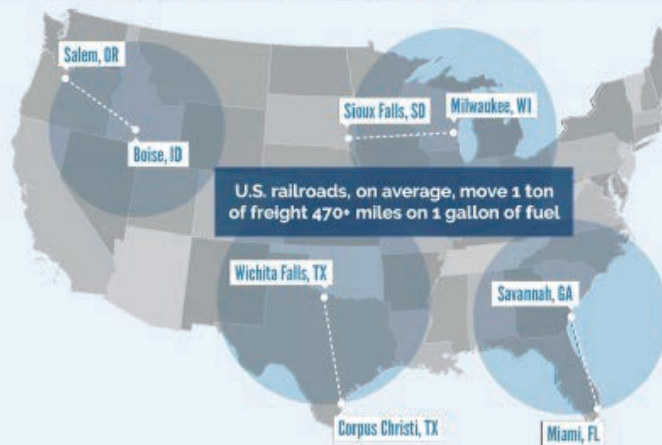 Salem, OR
Boise, ID
Sioux Falls, SD
Milwaukee, WI
U.S. railroads, on average, move 1 ton
of freight 470+ miles on 1 gallon of fuel
Wichita Falls, TX
Savannah, GA
Corpus Christi, TX
Miami, FL